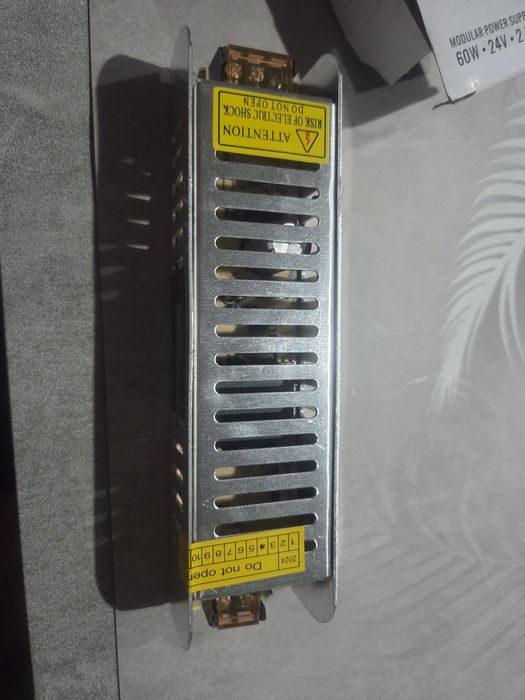 MODULAR POWER SUPP
60W • 24V • 2
ATTENTION
RISK OF ELECTRIC SHOCK
DO NOT OPEN
Do not open
2024
1 2 3 4 5 6 7 8 9 10